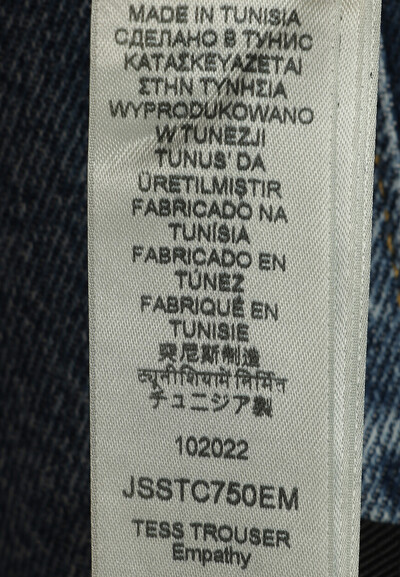 MADE IN TUNISIA
СДЕЛАНО В ТУНИС
ΚΑΤΑΣΚΕΥΑΖΕΤΑΙ
ΣΤΗΝ ΤΥΝΗΣΙΑ
WYPRODUKOWANO
W TUNEZJI
TUNUS' DA
ÜRETILMISTIR
FABRICADO NA
TUNÍSIA
FABRICADO EN
TÚNEZ
FABRIQUÉ EN
TUNISIE
突尼斯制造
ट्यूनीशिया में निर्मित
チュニジア製
102022
JSSTC750EM
TESS TROUSER
Empathy